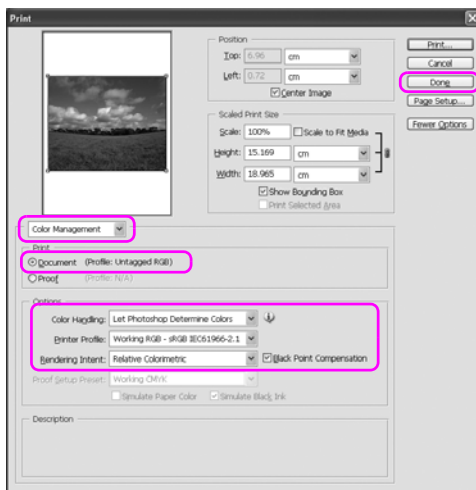 Print
Position
Top: 6.96 cm
Left: 0.72 cm
Center Image
Scaled Print Size
Scale: 100% Scale to Fit Media
Height: 15.169 cm
Width: 18.965 cm
Show Bounding Box
Print Selected Area
Print...
Cancel
Done
Page Setup...
Fewer Options
Color Management
Print
Document (Profile: Untagged RGB)
Proof (Profile: N/A)
Options
Color Handling: Let Photoshop Determine Colors
Printer Profile: Working RGB - sRGB IEC61966-2.1
Rendering Intent: Relative Colorimetric Black Point Compensation
Proof Setup Preset: Working CMYK
Simulate Paper Color Simulate Black Ink
Description